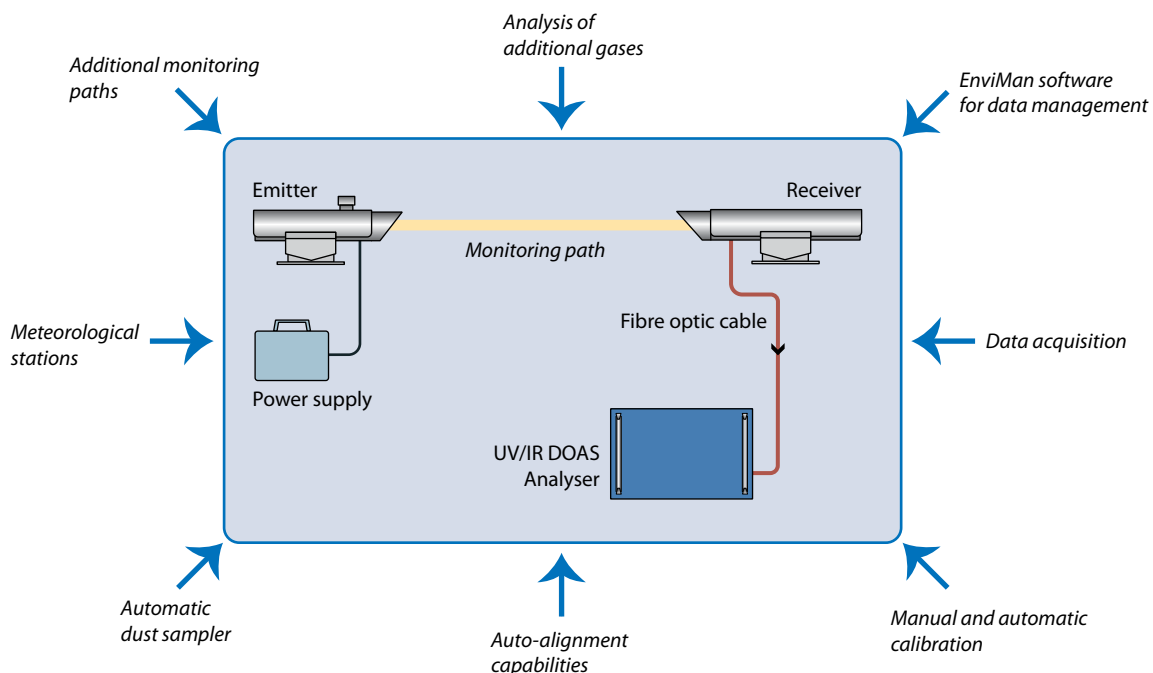 Analysis of
additional gases
Additional monitoring
paths
EnviMan software
for data management
Emitter
Receiver
Monitoring path
Meteorological
stations
Fibre optic cable
Data acquisition
Power supply
UV/IR DOAS
Analyser
Automatic
dust sampler
Auto-alignment
capabilities
Manual and automatic
calibration